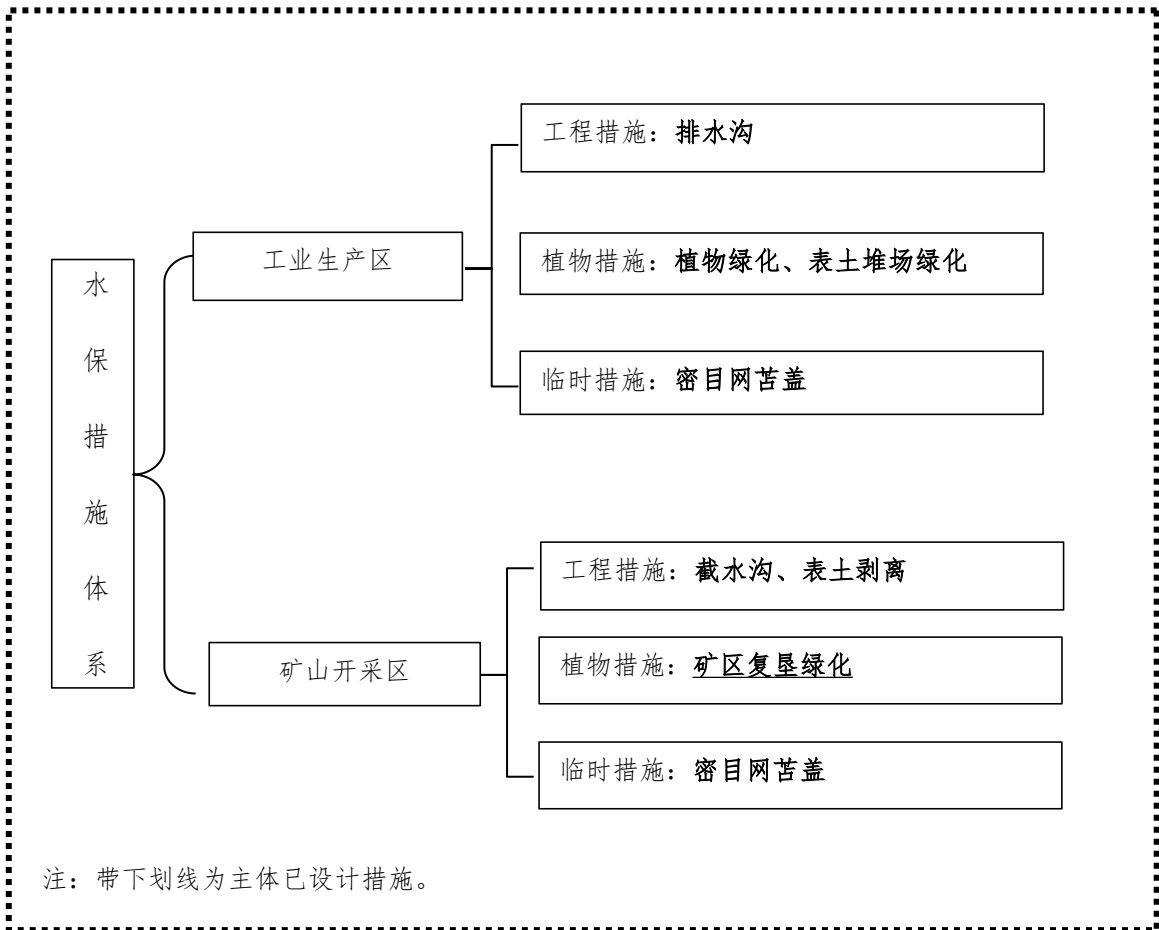 水保措施体系
工业生产区
工程措施：排水沟
植物措施：植物绿化、表土堆场绿化
临时措施：密目网苫盖
矿山开采区
工程措施：截水沟、表土剥离
植物措施：矿区复垦绿化
临时措施：密目网苫盖
注：带下划线为主体已设计措施。